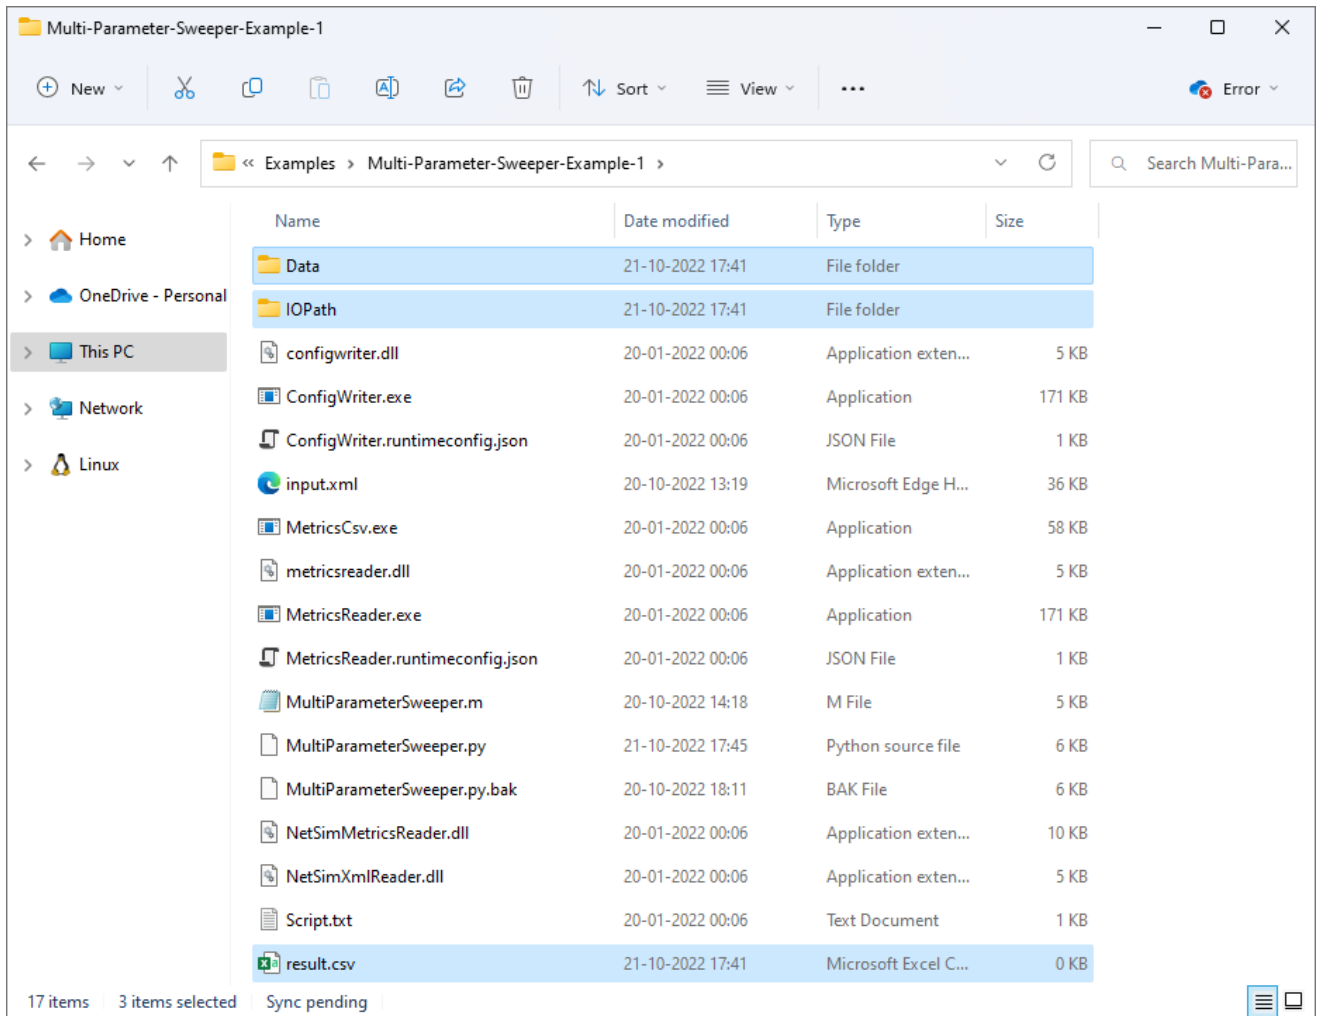 Multi-Parameter-Sweeper-Example-1
New Sort View ... Error
« Examples > Multi-Parameter-Sweeper-Example-1 > Search Multi-Para...
Name Date modified Type Size
Home
OneDrive - Personal
This PC
Network
Linux
Data 21-10-2022 17:41 File folder
IOPath 21-10-2022 17:41 File folder
configwriter.dll 20-01-2022 00:06 Application exten... 5 KB
ConfigWriter.exe 20-01-2022 00:06 Application 171 KB
ConfigWriter.runtimeconfig.json 20-01-2022 00:06 JSON File 1 KB
input.xml 20-10-2022 13:19 Microsoft Edge H... 36 KB
MetricsCsv.exe 20-01-2022 00:06 Application 58 KB
metricsreader.dll 20-01-2022 00:06 Application exten... 5 KB
MetricsReader.exe 20-01-2022 00:06 Application 171 KB
MetricsReader.runtimeconfig.json 20-01-2022 00:06 JSON File 1 KB
MultiParameterSweeper.m 20-10-2022 14:18 M File 5 KB
MultiParameterSweeper.py 21-10-2022 17:45 Python source file 6 KB
MultiParameterSweeper.py.bak 20-10-2022 18:11 BAK File 6 KB
NetSimMetricsReader.dll 20-01-2022 00:06 Application exten... 10 KB
NetSimXmlReader.dll 20-01-2022 00:06 Application exten... 5 KB
Script.txt 20-01-2022 00:06 Text Document 1 KB
result.csv 21-10-2022 17:41 Microsoft Excel C... 0 KB
17 items 3 items selected Sync pending